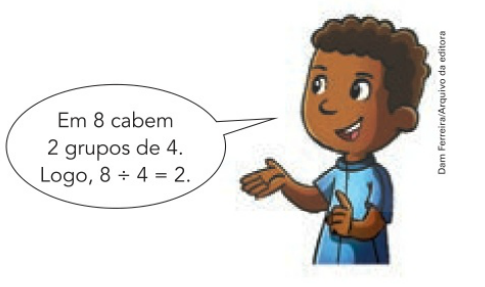 Em 8 cabem
2 grupos de 4.
Logo, 8 ÷ 4 = 2.
Dam Ferreira/Arquivo da editora